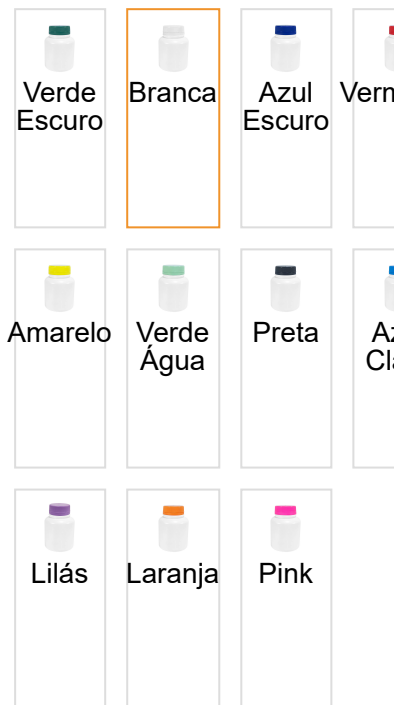 Verde
Escuro
Branca
Azul
Escuro
Amarelo
Verde
Água
Preta
Lilás
Laranja
Pink